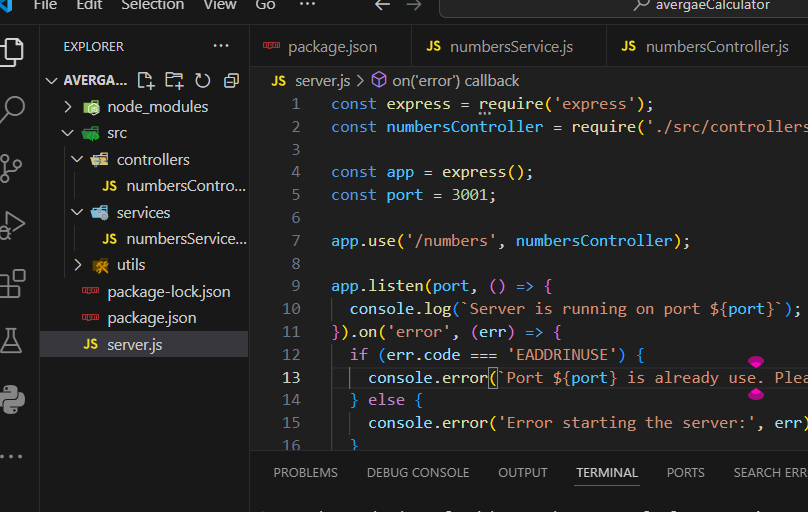 File Edit Selection View Go ... avergaeCalculator
EXPLORER ...
AVERGA...
node_modules
src
controllers
JS numbersContro...
services
JS numbersService...
utils
package-lock.json
package.json
JS server.js
package.json JS numbersService.js JS numbersController.js
JS server.js > on('error') callback
1 const express = require('express');
2 const numbersController = require('./src/controllers
3
4 const app = express();
5 const port = 3001;
6
7 app.use('/numbers', numbersController);
8
9 app.listen(port, () => {
10 console.log(`Server is running on port ${port}`);
11 }).on('error', (err) => {
12 if (err.code === 'EADDRINUSE') {
13 console.error(`Port ${port} is already use. Plea
14 } else {
15 console.error('Error starting the server:', err)
16 }
PROBLEMS DEBUG CONSOLE OUTPUT TERMINAL PORTS SEARCH ERR